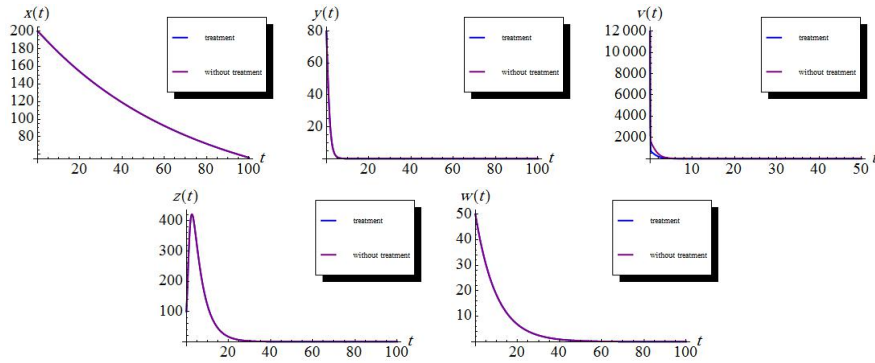 x(t)
200
180
160
140
120
100
80
0 20 40 60 80 100 t
treatment
without treatment
y(t)
80
60
40
20
0 20 40 60 80 100 t
treatment
without treatment
v(t)
12 000
10 000
8000
6000
4000
2000
10 20 30 40 50 t
treatment
without treatment
z(t)
400
300
200
100
20 40 60 80 100 t
treatment
without treatment
w(t)
50
40
30
20
10
0 20 40 60 80 100 t
treatment
without treatment